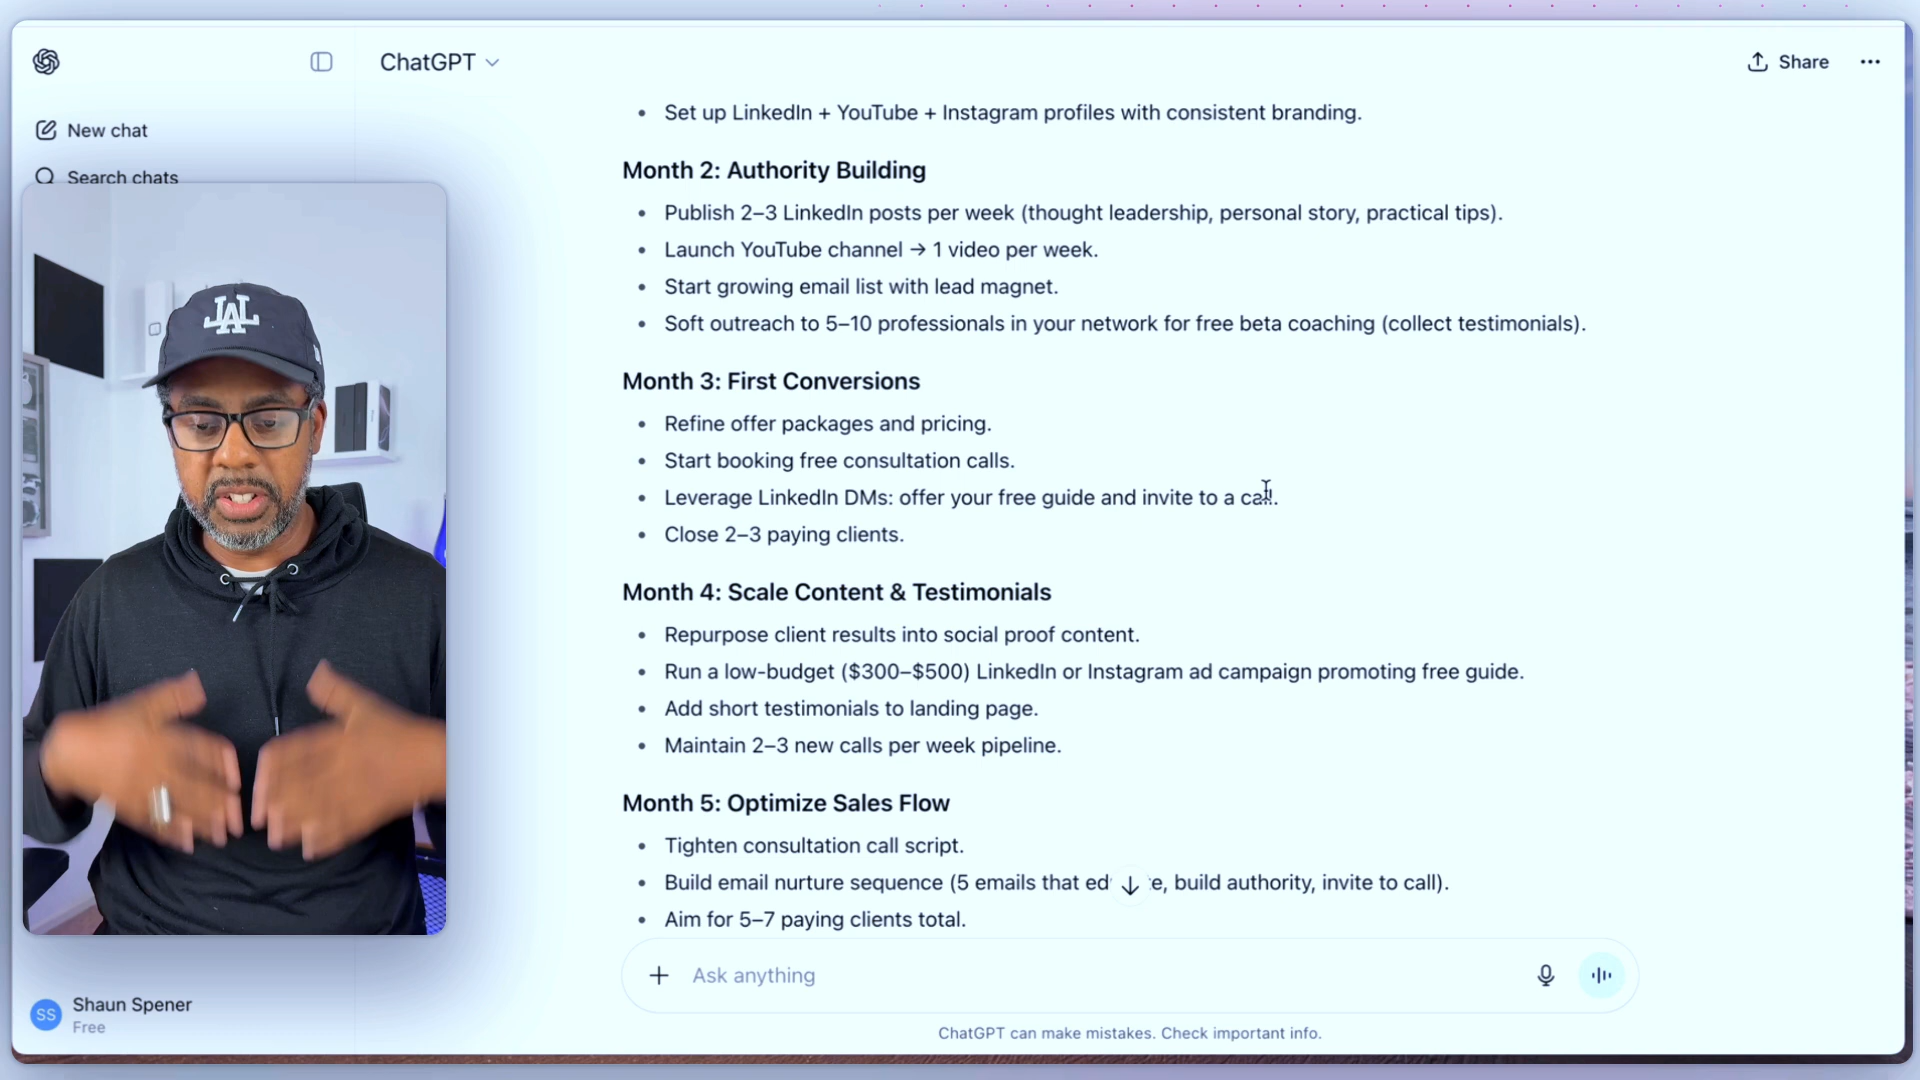 ChatGPT
Share
New chat
Search chats
• Set up LinkedIn + YouTube + Instagram profiles with consistent branding.
Month 2: Authority Building
• Publish 2–3 LinkedIn posts per week (thought leadership, personal story, practical tips).
• Launch YouTube channel → 1 video per week.
• Start growing email list with lead magnet.
• Soft outreach to 5–10 professionals in your network for free beta coaching (collect testimonials).
Month 3: First Conversions
• Refine offer packages and pricing.
• Start booking free consultation calls.
• Leverage LinkedIn DMs: offer your free guide and invite to a call.
• Close 2–3 paying clients.
Month 4: Scale Content & Testimonials
• Repurpose client results into social proof content.
• Run a low-budget ($300–$500) LinkedIn or Instagram ad campaign promoting free guide.
• Add short testimonials to landing page.
• Maintain 2–3 new calls per week pipeline.
Month 5: Optimize Sales Flow
• Tighten consultation call script.
• Build email nurture sequence (5 emails that educate, build authority, invite to call).
• Aim for 5–7 paying clients total.
Ask anything
SS
Shaun Spener
Free
ChatGPT can make mistakes. Check important info.
LA